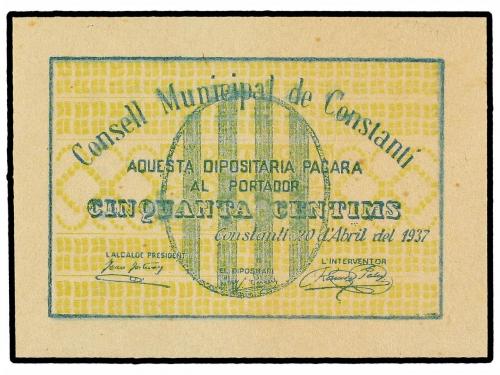 Consell Municipal de Constantí
AQUESTA DIPOSITARIA PAGARA
AL PORTADOR
CINQUANTA CENTIMS
Constantí 20 d'Abril del 1937
L'ALCALDE PRESIDENT
EL DIPOSITARI
L'INTERVENTOR